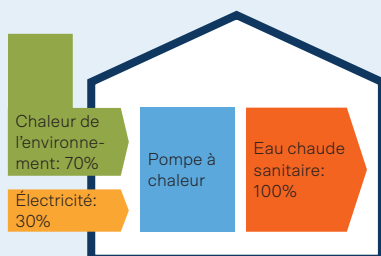 Chaleur de
l'environne-
ment: 70%
Électricité:
30%
Pompe à
chaleur
Eau chaude
sanitaire:
100%